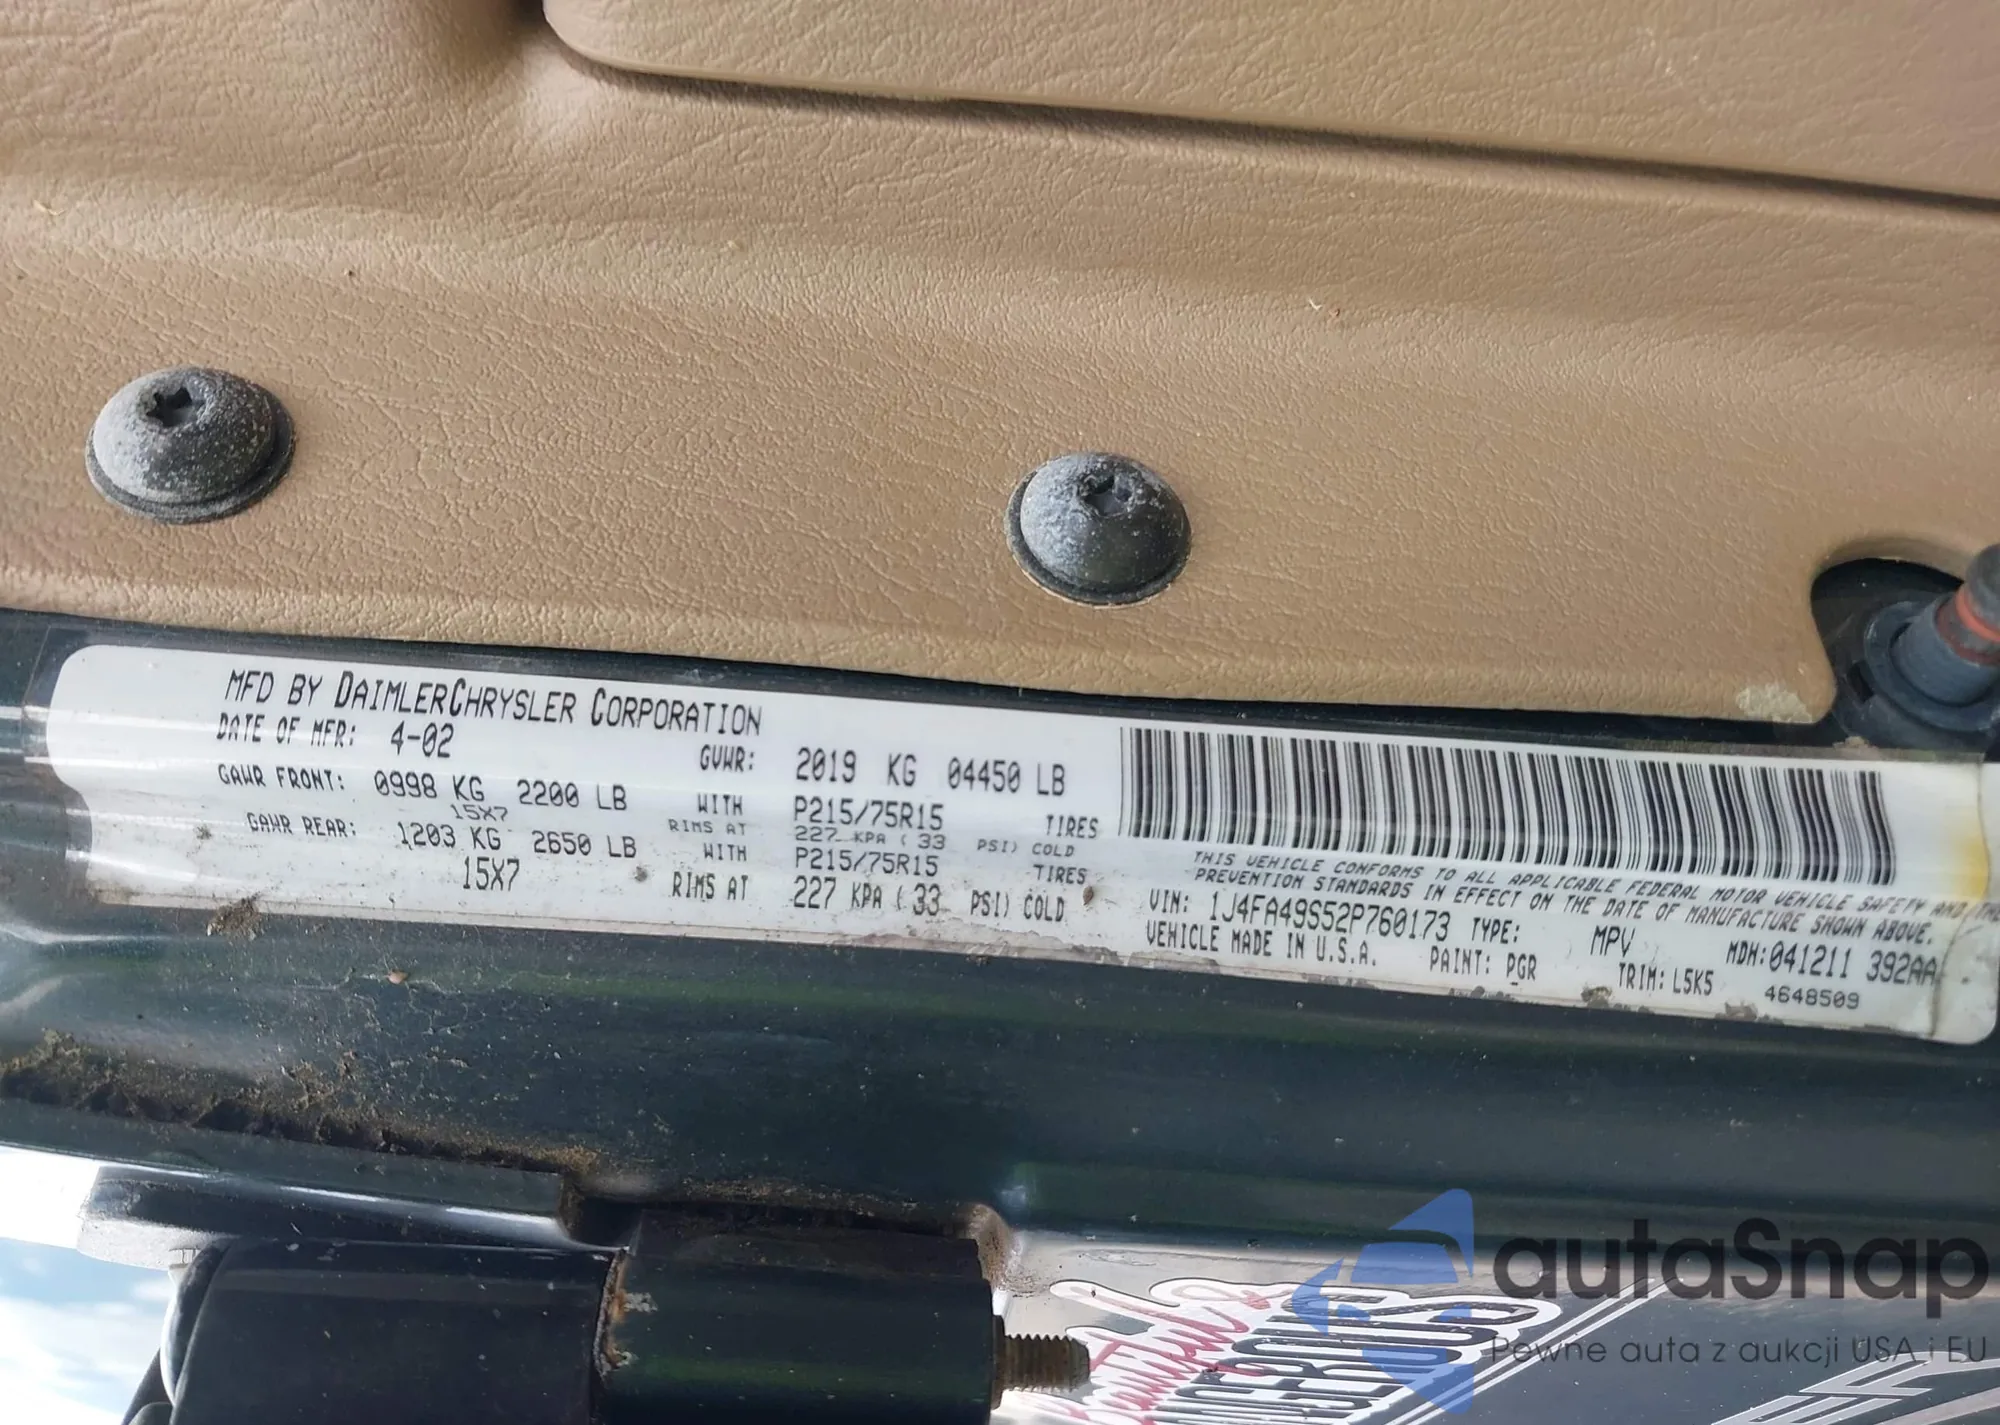 MFD BY DAIMLERCHRYSLER CORPORATION
DATE OF MFR: 4-02 GVWR: 2019 KG 04450 LB
GAWR FRONT: 0998 KG 2200 LB WITH P215/75R15 TIRES
15X7 RIMS AT 227 KPA ( 33 PSI) COLD
GAWR REAR: 1203 KG 2650 LB WITH P215/75R15 TIRES
15X7 RIMS AT 227 KPA ( 33 PSI) COLD
THIS VEHICLE CONFORMS TO ALL APPLICABLE FEDERAL MOTOR VEHICLE SAFETY AND THE
PREVENTION STANDARDS IN EFFECT ON THE DATE OF MANUFACTURE SHOWN ABOVE.
VIN: 1J4FA49S52P760173 TYPE: MPV MDH:041211 392AA
VEHICLE MADE IN U.S.A. PAINT: PGR TRIM: L5K5 4648509
autaSnap
Pewne auta z aukcji USA i EU
Beautiful &
DANGEROUS